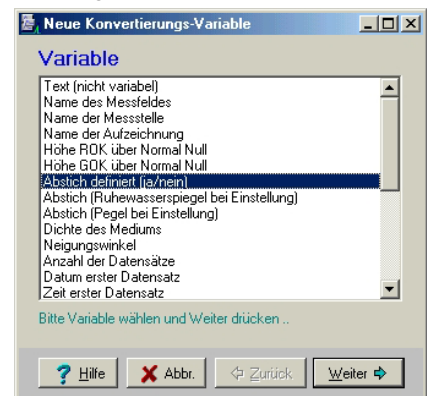 Neue Konvertierungs-Variable
Variable
Text (nicht variabel)
Name des Messfeldes
Name der Messstelle
Name der Aufzeichnung
Höhe ROK über Normal Null
Höhe GOK über Normal Null
Abstich definiert (ja/nein)
Abstich (Ruhewasserspiegel bei Einstellung)
Abstich (Pegel bei Einstellung)
Dichte des Mediums
Neigungswinkel
Anzahl der Datensätze
Datum erster Datensatz
Zeit erster Datensatz
Bitte Variable wählen und Weiter drücken ..
? Hilfe
Abbr.
Zurück
Weiter